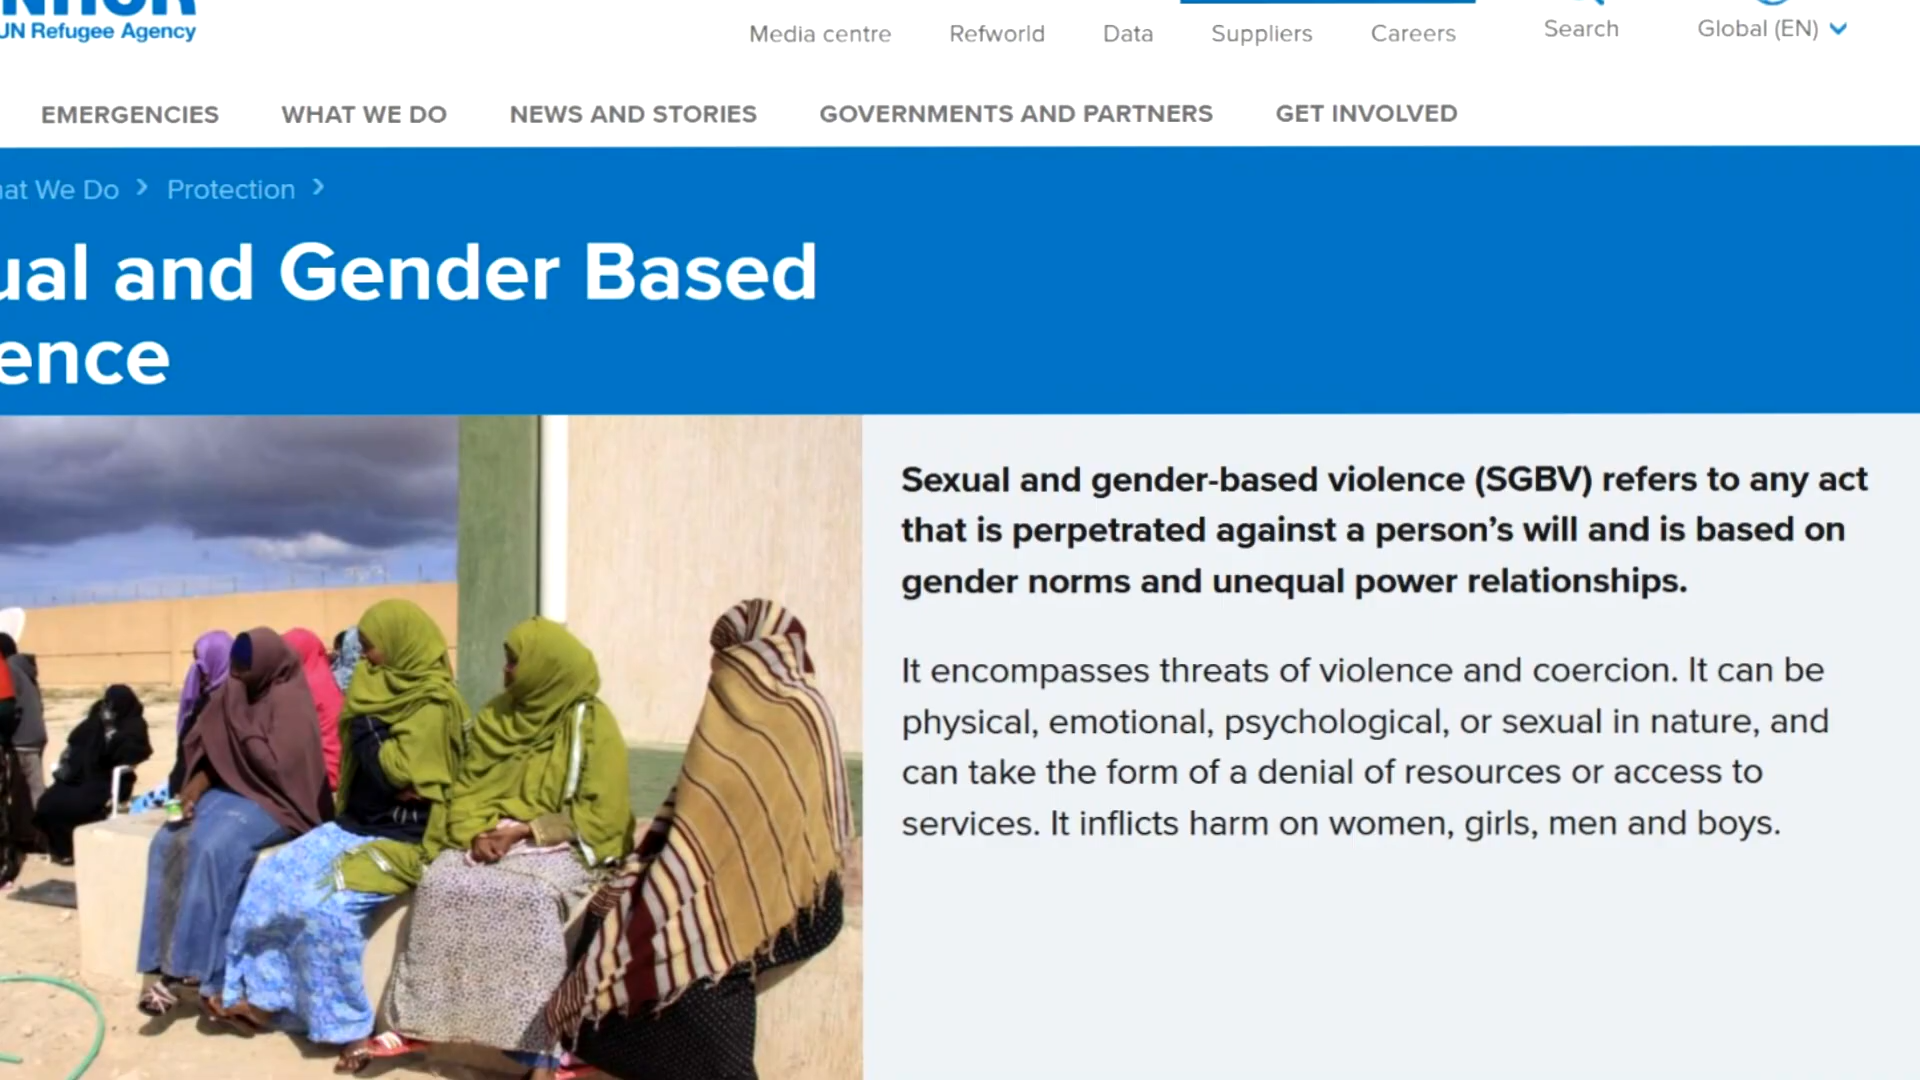 UN Refugee Agency
Media centre Refworld Data Suppliers Careers Search Global (EN)
EMERGENCIES WHAT WE DO NEWS AND STORIES GOVERNMENTS AND PARTNERS GET INVOLVED
at We Do > Protection >
ual and Gender Based
ence
Sexual and gender-based violence (SGBV) refers to any act
that is perpetrated against a person’s will and is based on
gender norms and unequal power relationships.
It encompasses threats of violence and coercion. It can be
physical, emotional, psychological, or sexual in nature, and
can take the form of a denial of resources or access to
services. It inflicts harm on women, girls, men and boys.